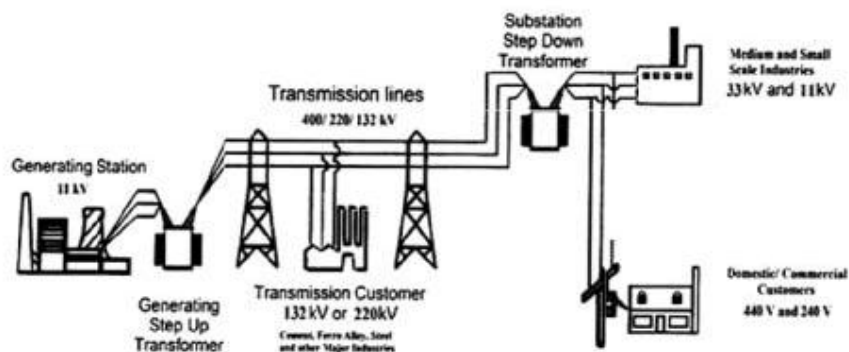 Substation
Step Down
Transformer
Medium and Small
Scale Industries
33kV and 11kV
Transmission lines
400/ 220/ 132 kV
Generating Station
11 kV
Generating
Step Up
Transformer
Transmission Customer
132 kV or 220kV
Cement, Ferro Alley, Steel
and other Major Industries
Domestic/ Commercial
Customers
440 V and 240 V